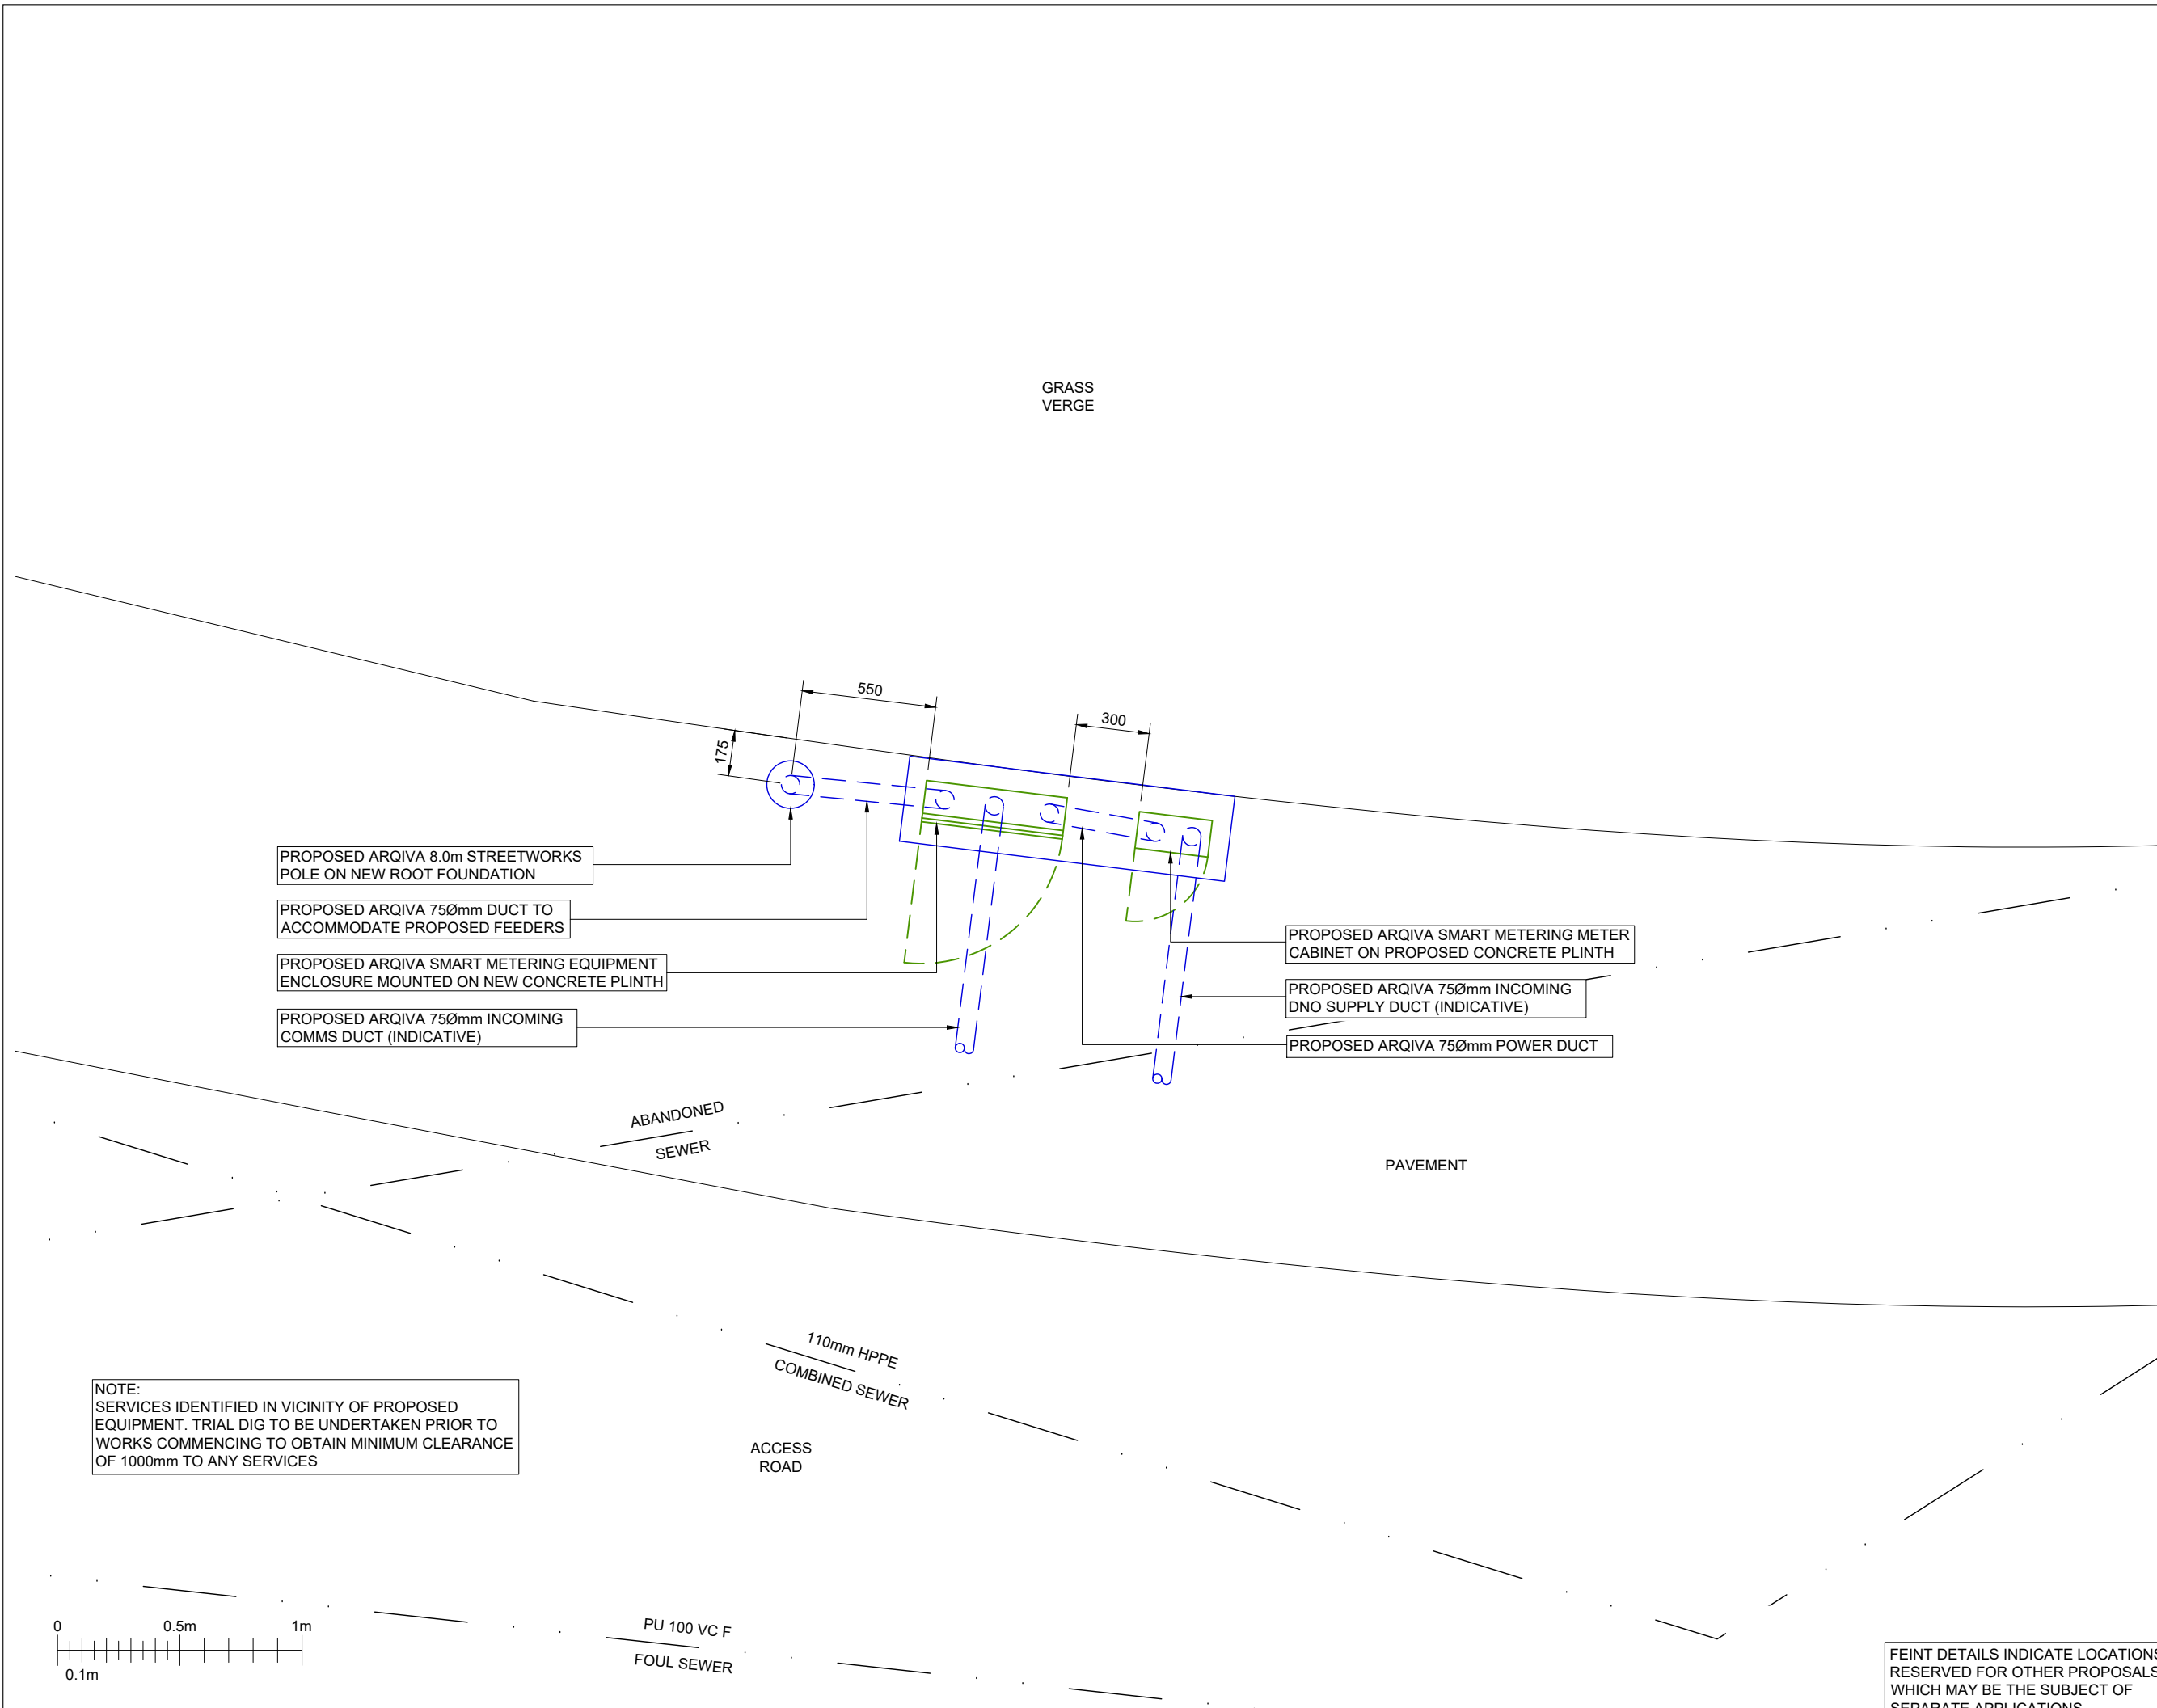 GRASS
VERGE
550
300
175
PROPOSED ARQIVA 8.0m STREETWORKS
POLE ON NEW ROOT FOUNDATION
PROPOSED ARQIVA 75Ømm DUCT TO
ACCOMMODATE PROPOSED FEEDERS
PROPOSED ARQIVA SMART METERING EQUIPMENT
ENCLOSURE MOUNTED ON NEW CONCRETE PLINTH
PROPOSED ARQIVA 75Ømm INCOMING
COMMS DUCT (INDICATIVE)
PROPOSED ARQIVA SMART METERING METER
CABINET ON PROPOSED CONCRETE PLINTH
PROPOSED ARQIVA 75Ømm INCOMING
DNO SUPPLY DUCT (INDICATIVE)
PROPOSED ARQIVA 75Ømm POWER DUCT
ABANDONED
SEWER
PAVEMENT
110mm HPPE
COMBINED SEWER
NOTE:
SERVICES IDENTIFIED IN VICINITY OF PROPOSED
EQUIPMENT. TRIAL DIG TO BE UNDERTAKEN PRIOR TO
WORKS COMMENCING TO OBTAIN MINIMUM CLEARANCE
OF 1000mm TO ANY SERVICES
ACCESS
ROAD
0 0.5m 1m
0.1m
PU 100 VC F
FOUL SEWER
FEINT DETAILS INDICATE LOCATIONS
RESERVED FOR OTHER PROPOSALS
WHICH MAY BE THE SUBJECT OF
SEPARATE APPLICATIONS